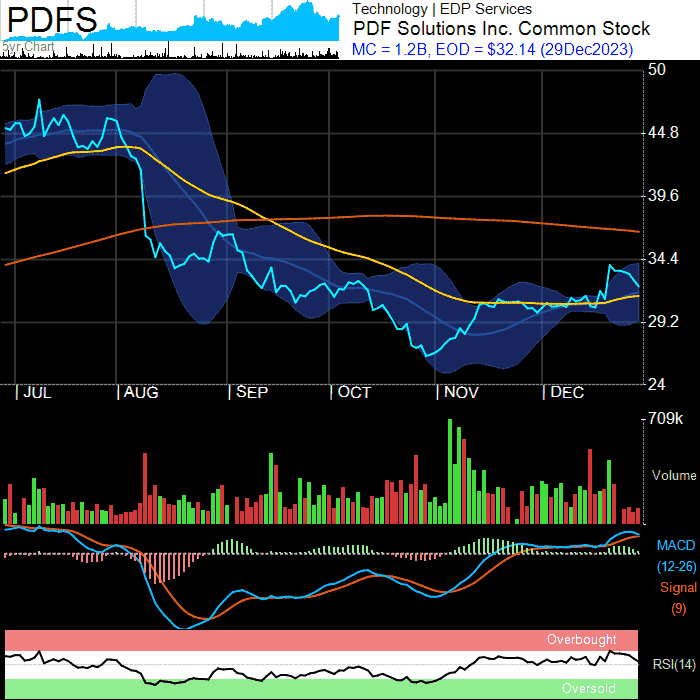 PDFS
5yr Chart
Technology | EDP Services
PDF Solutions Inc. Common Stock
MC = 1.2B, EOD = $32.14 (29Dec2023)
50
44.8
39.6
34.4
29.2
24
JUL
AUG
SEP
OCT
NOV
DEC
709k
Volume
MACD
(12-26)
Signal
(9)
Overbought
RSI(14)
Oversold